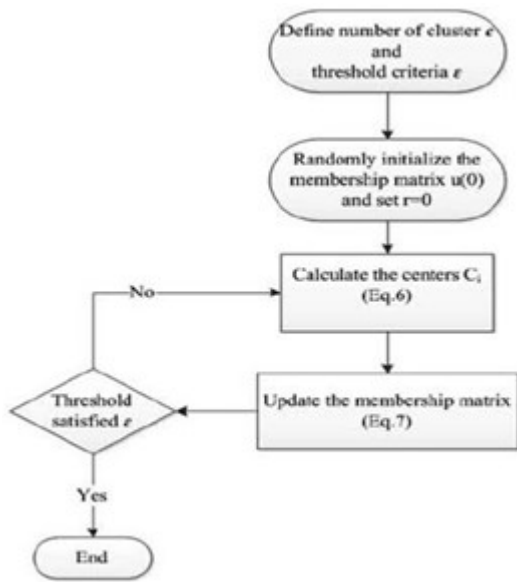 Define number of cluster c
and
threshold criteria ε
Randomly initialize the
membership matrix u(0)
and set r=0
Calculate the centers Cᵢ
(Eq.6)
No
Update the membership matrix
(Eq.7)
Threshold
satisfied ε
Yes
End